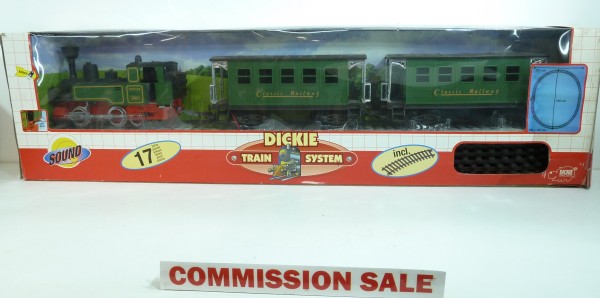 Classic Railway
Classic Railway
DICKIE
TRAIN SYSTEM
SOUND
17
incl.
COMMISSION SALE